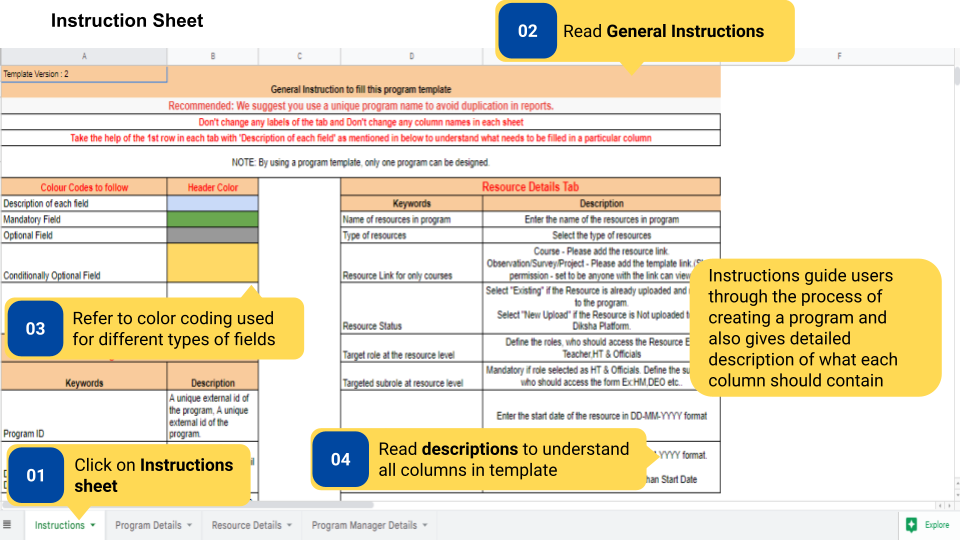 Instruction Sheet
02
Read General Instructions
A
B
C
D
F
Template Version : 2
General Instruction to fill this program template
Recommended: We suggest you use a unique program name to avoid duplication in reports.
Don't change any labels of the tab and Don't change any column names in each sheet
Take the help of the 1st row in each tab with 'Description of each field' as mentioned in below to understand what needs to be filled in a particular column
NOTE: By using a program template, only one program can be designed.
Colour Codes to follow
Header Color
Description of each field
Mandatory Field
Optional Field
Conditionally Optional Field
Resource Details Tab
Keywords
Description
Name of resources in program
Enter the name of the resources in program
Type of resources
Select the type of resources
Resource Link for only courses
Course - Please add the resource link.
Observation/Survey/Project - Please add the template link
permission - set to be anyone with the link can view
Resource Status
Select "Existing" if the Resource is already uploaded and
to the program.
Select "New Upload" if the Resource is Not uploaded
Diksha Platform.
Target role at the resource level
Define the roles, who should access the Resource
Teacher,HT & Officials
Targeted subrole at resource level
Mandatory if role selected as HT & Officials. Define the
who should access the form Ex:HM,DEO etc..
Enter the start date of the resource in DD-MM-YYYY format
YYYY format.
han Start Date
Instructions guide users
through the process of
creating a program and
also gives detailed
description of what each
column should contain
03
Refer to color coding used
for different types of fields
Keywords
Description
Program ID
A unique external id of
the program, A unique
external id of the
program.
01
Click on Instructions
sheet
04
Read descriptions to understand
all columns in template
Instructions
Program Details
Resource Details
Program Manager Details
Explore